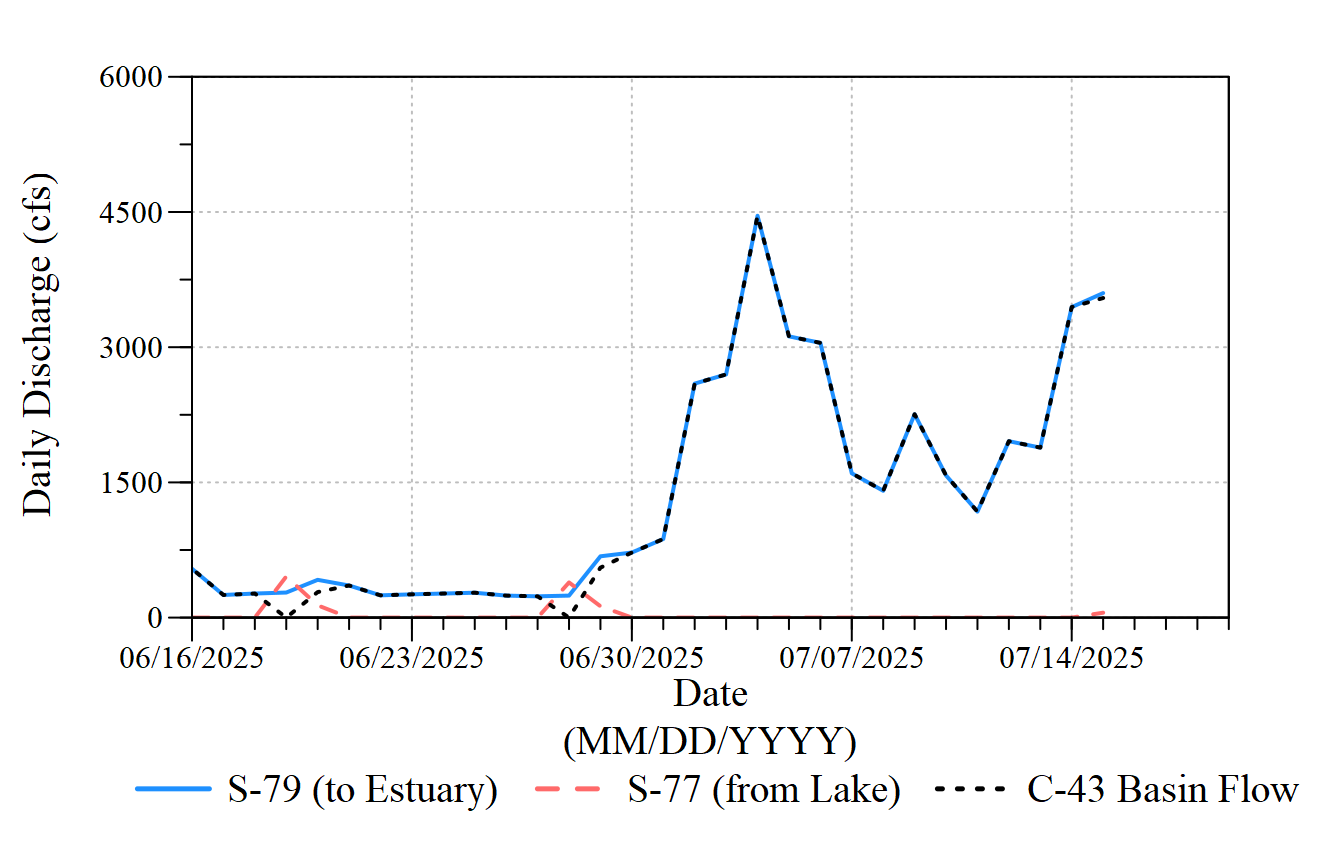 6000
4500
3000
1500
0
Daily Discharge (cfs)
06/16/2025 06/23/2025 06/30/2025 07/07/2025 07/14/2025
Date
(MM/DD/YYYY)
S-79 (to Estuary) S-77 (from Lake) C-43 Basin Flow